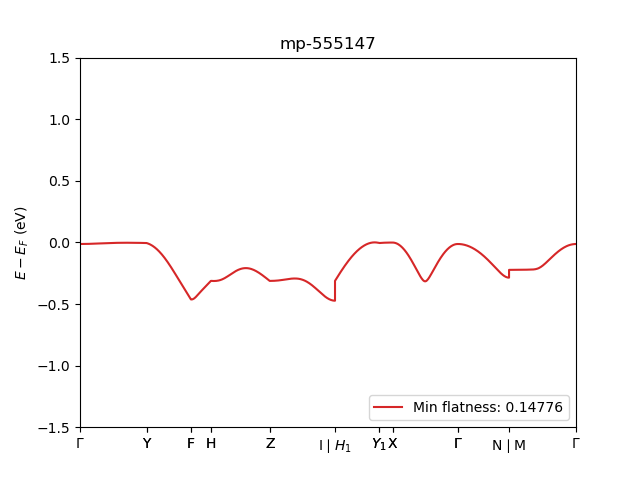 mp-555147
E − E_F (eV)
1.5
1.0
0.5
0.0
−0.5
−1.0
−1.5
Min flatness: 0.14776
Γ Y F H Z I | H₁ Y₁ X Γ N | M Γ